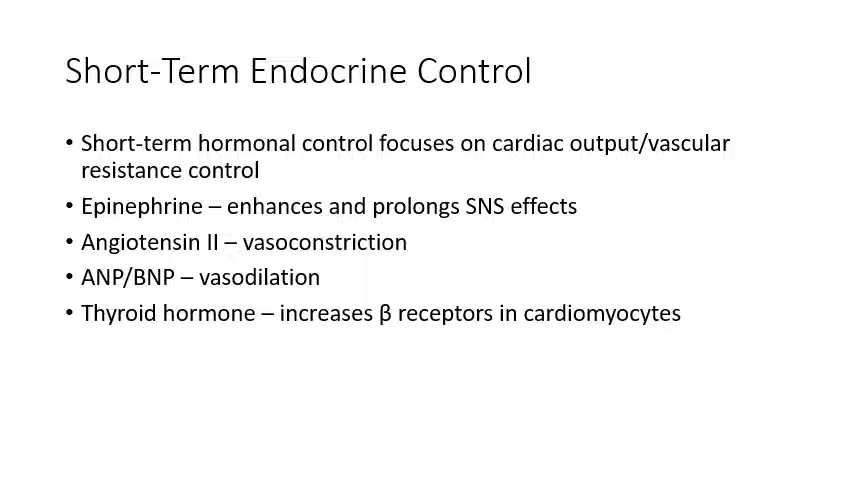 Short-Term Endocrine Control
• Short-term hormonal control focuses on cardiac output/vascular
resistance control
• Epinephrine – enhances and prolongs SNS effects
• Angiotensin II – vasoconstriction
• ANP/BNP – vasodilation
• Thyroid hormone – increases β receptors in cardiomyocytes